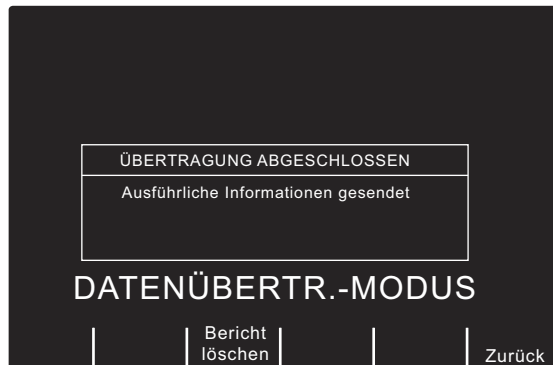 ÜBERTRAGUNG ABGESCHLOSSEN
Ausführliche Informationen gesendet
DATENÜBERTR.-MODUS
Bericht
löschen
Zurück